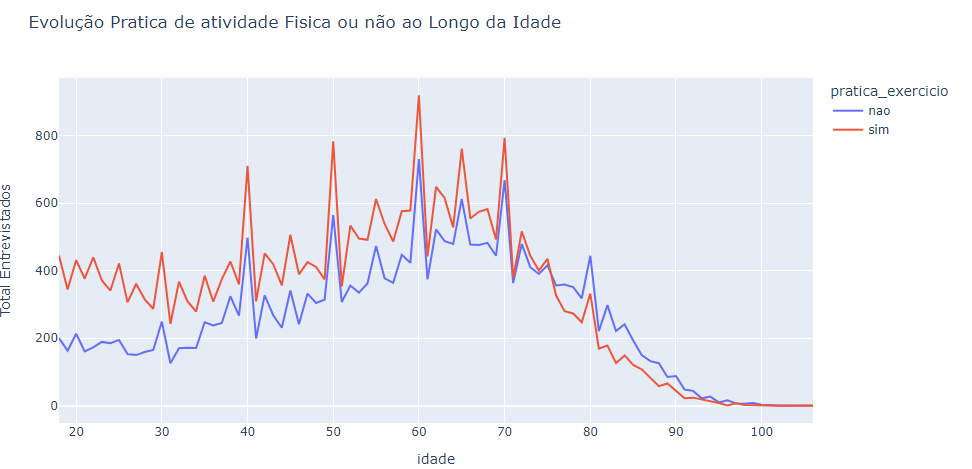 Evolução Pratica de atividade Fisica ou não ao Longo da Idade
pratica_exercicio
nao
sim
Total Entrevistados
800
600
400
200
0
20
30
40
50
60
70
80
90
100
idade